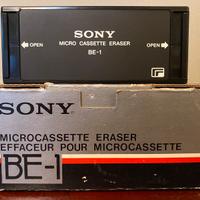 SONY
← OPEN
OPEN →
MICRO CASSETTE ERASER
BE-1
SONY
MICROCASSETTE ERASER
EFFACEUR POUR MICROCASSETTE
BE-1